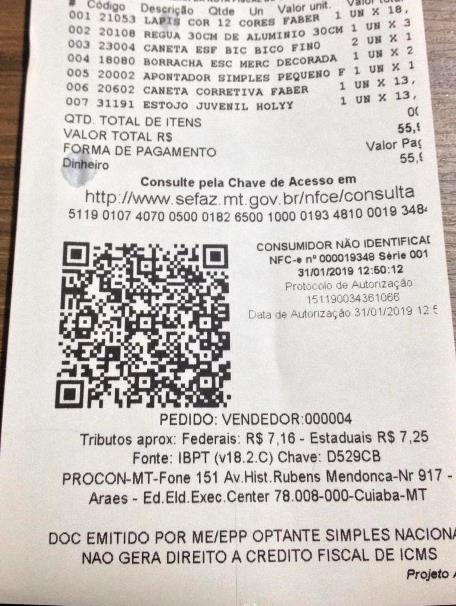 # Código Descrição Qtde Un Valor unit. Valor total
001 21053 LAPIS COR 12 CORES FABER 1 UN X 18,
002 20108 REGUA 30CM DE ALUMINIO 30CM 1 UN X 3
003 23004 CANETA ESF BIC BICO FINO 2 UN X 1
004 18080 BORRACHA ESC MERC DECORADA 1 UN X 2
005 20002 APONTADOR SIMPLES PEQUENO F 1 UN X 1
006 20602 CANETA CORRETIVA FABER 1 UN X 13,
007 31191 ESTOJO JUVENIL HOLYY 1 UN X 13,
QTD. TOTAL DE ITENS
VALOR TOTAL R$ 55,
FORMA DE PAGAMENTO Valor Pag
Dinheiro 55,
Consulte pela Chave de Acesso em
http://www.sefaz.mt.gov.br/nfce/consulta
5119 0107 4070 0500 0182 6500 1000 0193 4810 0019 348
CONSUMIDOR NÃO IDENTIFICAD
NFC-e nº 000019348 Série 001
31/01/2019 12:50:12
Protocolo de Autorização:
151190034361066
Data de Autorização 31/01/2019 12:5
PEDIDO: VENDEDOR:000004
Tributos aprox: Federais: R$ 7,16 - Estaduais R$ 7,25
Fonte: IBPT (v18.2.C) Chave: D529CB
PROCON-MT-Fone 151 Av.Hist.Rubens Mendonca-Nr 917 -
Araes - Ed.Eld.Exec.Center 78.008-000-Cuiaba-MT
DOC EMITIDO POR ME/EPP OPTANTE SIMPLES NACIONA
NAO GERA DIREITO A CREDITO FISCAL DE ICMS
Projeto